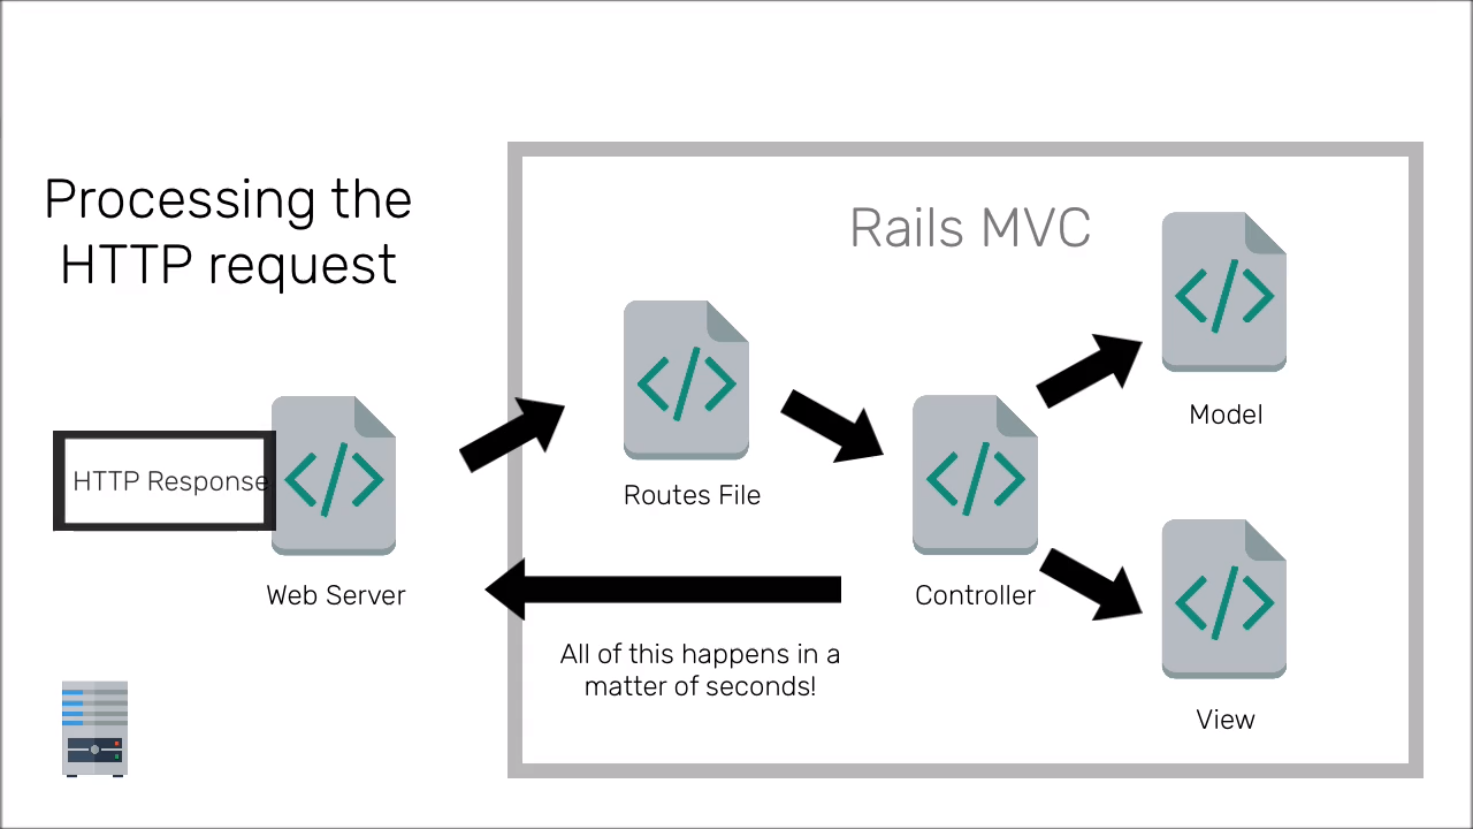 Processing the
HTTP request
Rails MVC
HTTP Response
Web Server
Routes File
Controller
Model
View
All of this happens in a
matter of seconds!